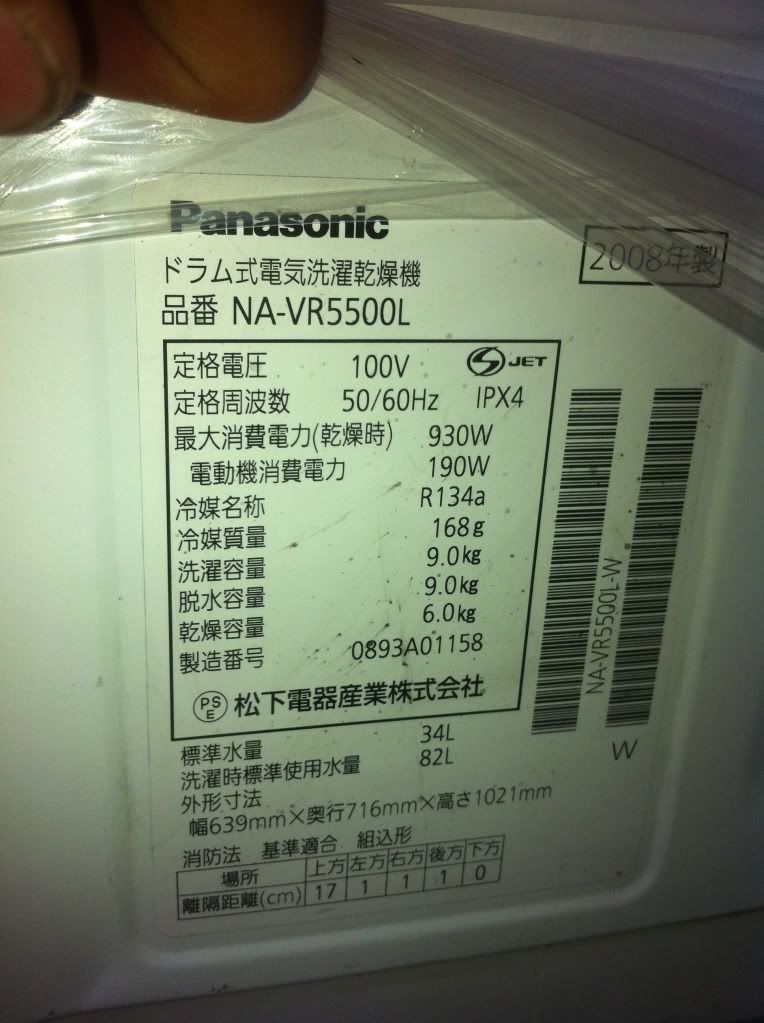 Panasonic
2008年製
ドラム式電気洗濯乾燥機
品番 NA-VR5500L
定格電圧 100V S JET
定格周波数 50/60Hz IPX4
最大消費電力(乾燥時) 930W
電動機消費電力 190W
冷媒名称 R134a
冷媒質量 168g
洗濯容量 9.0kg
脱水容量 9.0kg
乾燥容量 6.0kg
製造番号 0893A01158
PSE 松下電器産業株式会社
NA-VR5500L-W
W
標準水量 34L
洗濯時標準使用水量 82L
外形寸法
幅639mm×奥行716mm×高さ1021mm
消防法 基準適合 組込形
場所 上方 左方 右方 後方 下方
離隔距離(cm) 17 1 1 1 0